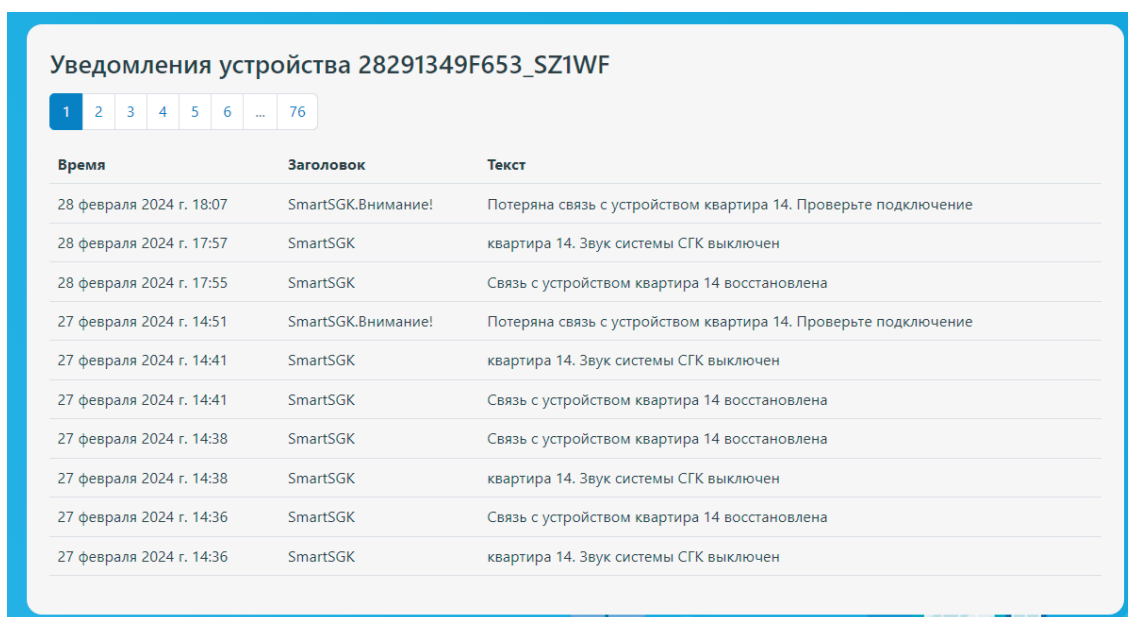 Уведомления устройства 28291349F653_SZ1WF
1 2 3 4 5 6 ... 76
Время Заголовок Текст
28 февраля 2024 г. 18:07 SmartSGK.Внимание! Потеряна связь с устройством квартира 14. Проверьте подключение
28 февраля 2024 г. 17:57 SmartSGK квартира 14. Звук системы СГК выключен
28 февраля 2024 г. 17:55 SmartSGK Связь с устройством квартира 14 восстановлена
27 февраля 2024 г. 14:51 SmartSGK.Внимание! Потеряна связь с устройством квартира 14. Проверьте подключение
27 февраля 2024 г. 14:41 SmartSGK квартира 14. Звук системы СГК выключен
27 февраля 2024 г. 14:41 SmartSGK Связь с устройством квартира 14 восстановлена
27 февраля 2024 г. 14:38 SmartSGK Связь с устройством квартира 14 восстановлена
27 февраля 2024 г. 14:38 SmartSGK квартира 14. Звук системы СГК выключен
27 февраля 2024 г. 14:36 SmartSGK Связь с устройством квартира 14 восстановлена
27 февраля 2024 г. 14:36 SmartSGK квартира 14. Звук системы СГК выключен